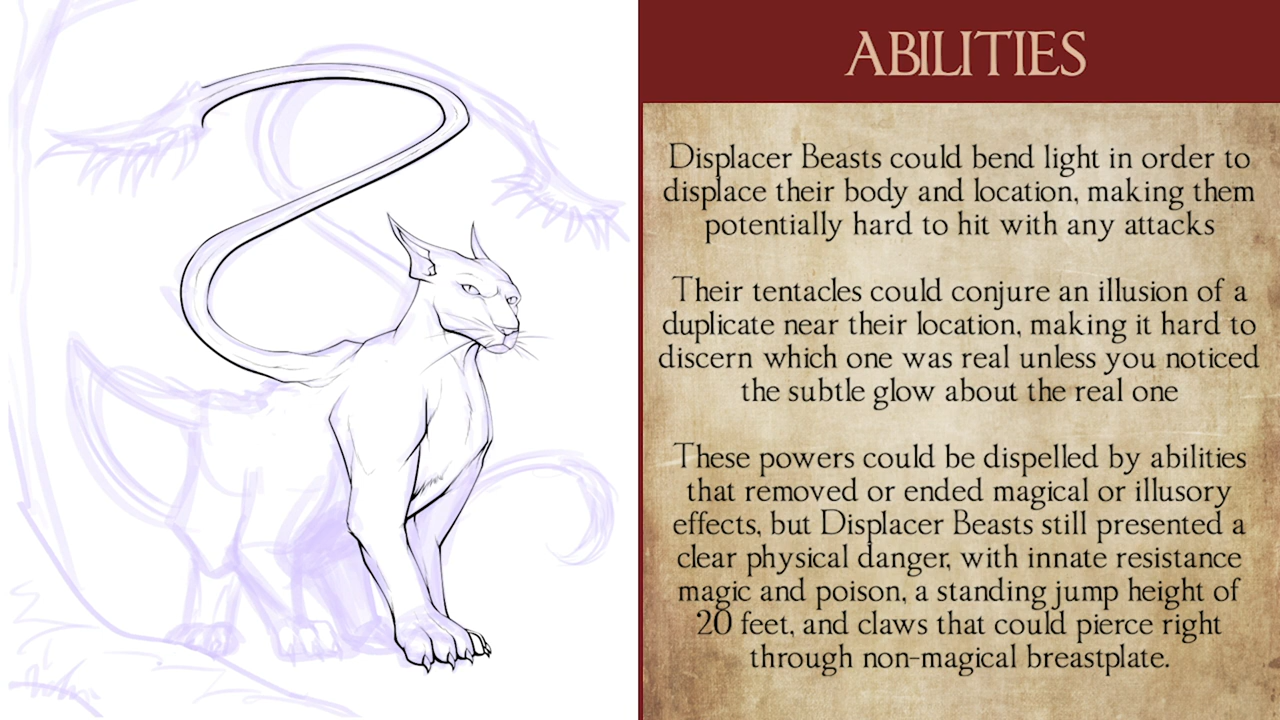 ABILITIES
Displacer Beasts could bend light in order to
displace their body and location, making them
potentially hard to hit with any attacks
Their tentacles could conjure an illusion of a
duplicate near their location, making it hard to
discern which one was real unless you noticed
the subtle glow about the real one
These powers could be dispelled by abilities
that removed or ended magical or illusory
effects, but Displacer Beasts still presented a
clear physical danger, with innate resistance
magic and poison, a standing jump height of
20 feet, and claws that could pierce right
through non-magical breastplate.